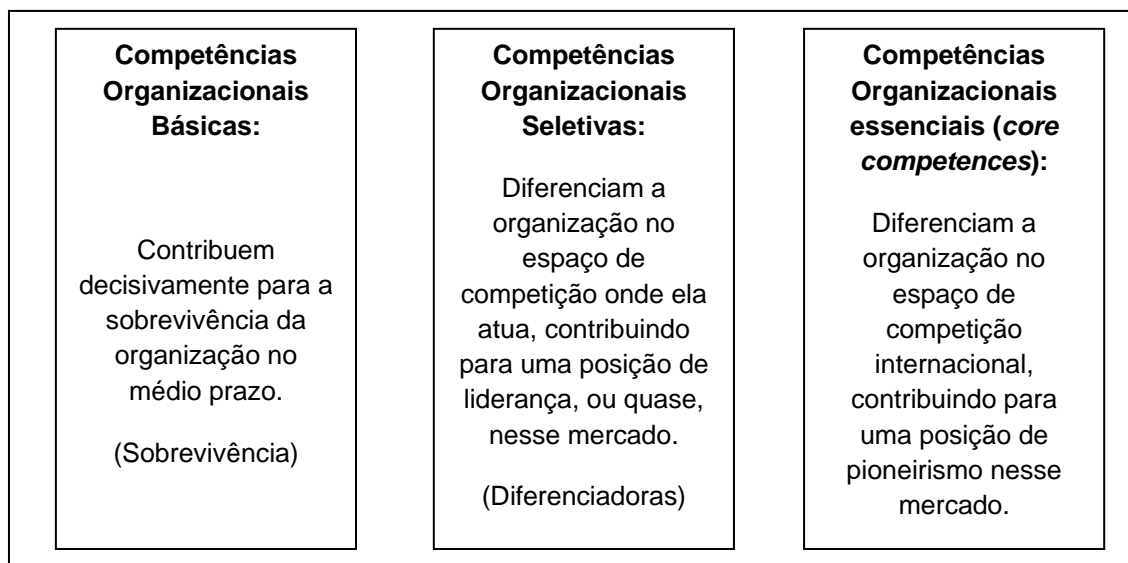 Competências
Organizacionais
Básicas:
Contribuem
decisivamente para a
sobrevivência da
organização no
médio prazo.
(Sobrevivência)
Competências
Organizacionais
Seletivas:
Diferenciam a
organização no
espaço de
competição onde ela
atua, contribuindo
para uma posição de
liderança, ou quase,
nesse mercado.
(Diferenciadoras)
Competências
Organizacionais
essenciais (core
competences):
Diferenciam a
organização no
espaço de
competição
internacional,
contribuindo para
uma posição de
pioneirismo nesse
mercado.